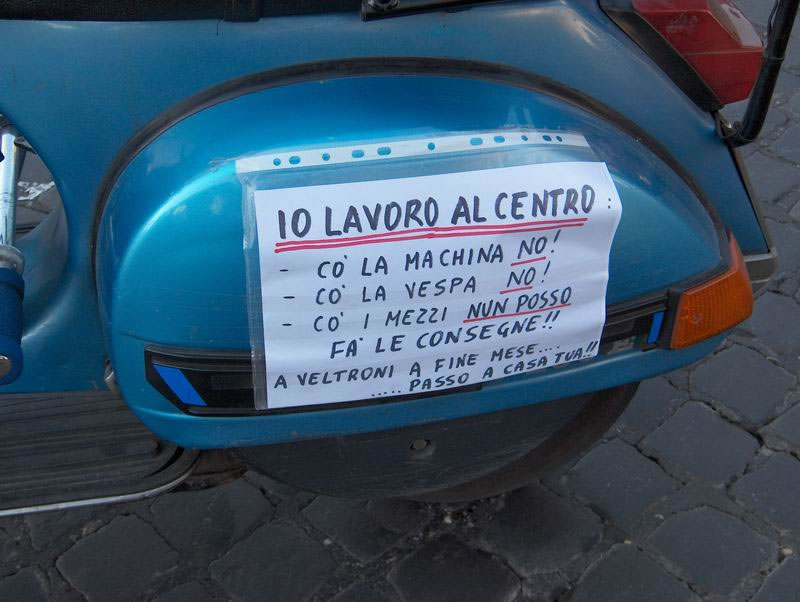 IO LAVORO AL CENTRO :
- CO' LA MACHINA NO!
- CO' LA VESPA NO!
- CO' I MEZZI NUN POSSO
FA' LE CONSEGNE!!
A VELTRONI A FINE MESE....
..... PASSO A CASA TUA!!